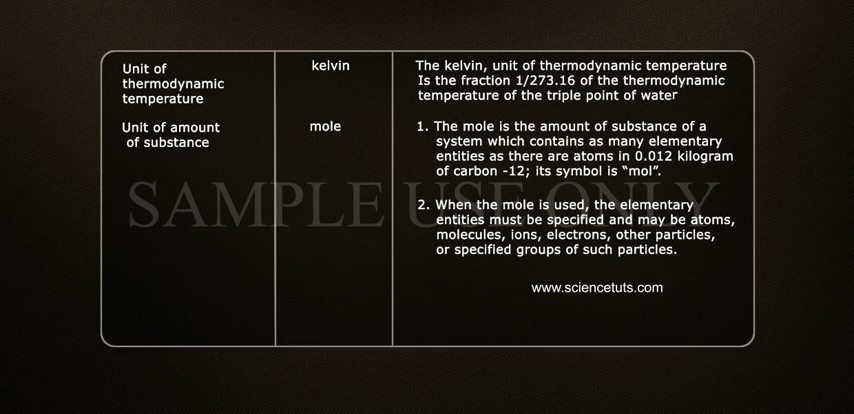 Unit of
thermodynamic
temperature
kelvin
The kelvin, unit of thermodynamic temperature
Is the fraction 1/273.16 of the thermodynamic
temperature of the triple point of water
Unit of amount
of substance
mole
1. The mole is the amount of substance of a
system which contains as many elementary
entities as there are atoms in 0.012 kilogram
of carbon -12; its symbol is “mol”.
SAMPLE USE ONLY
2. When the mole is used, the elementary
entities must be specified and may be atoms,
molecules, ions, electrons, other particles,
or specified groups of such particles.
www.sciencetuts.com